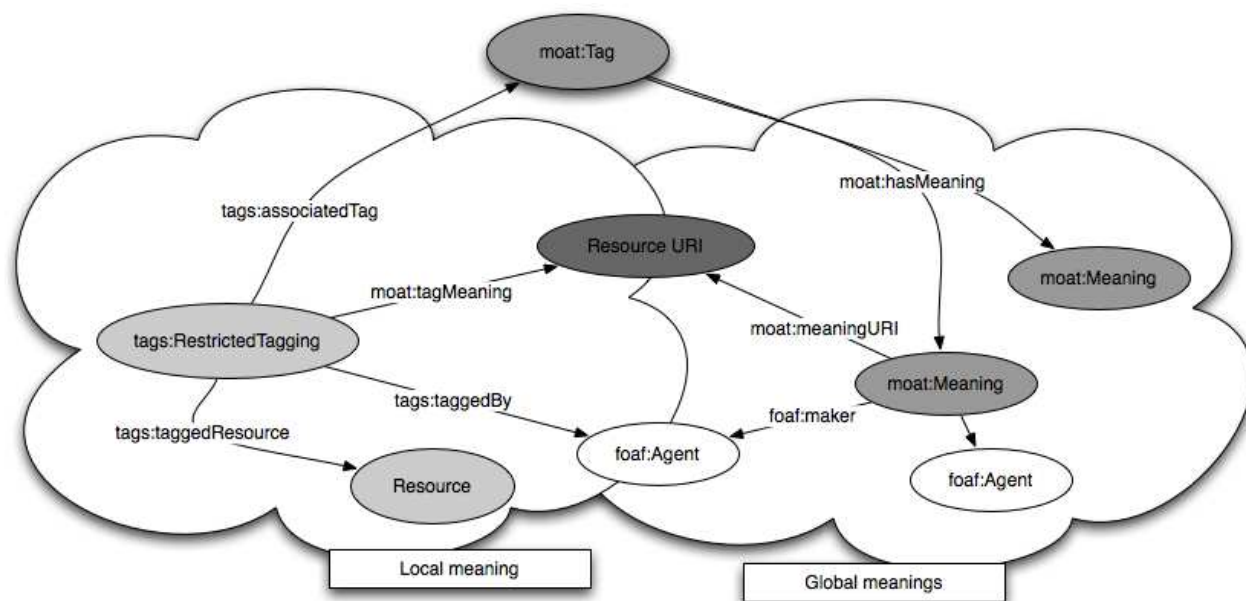 moat:Tag
moat:hasMeaning
tags:associatedTag
Resource URI
moat:Meaning
moat:tagMeaning
moat:meaningURI
tags:RestrictedTagging
moat:Meaning
tags:taggedBy
foaf:maker
tags:taggedResource
foaf:Agent
foaf:Agent
Resource
Local meaning
Global meanings